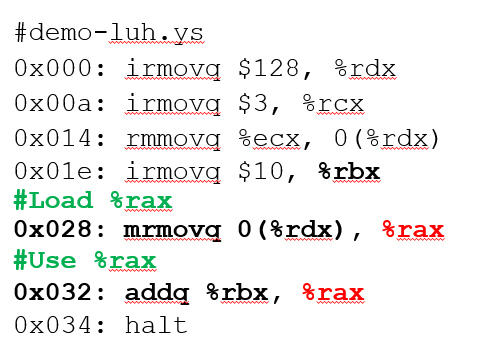 #demo-luh.ys
0x000: irmovq $128, %rdx
0x00a: irmovq $3, %rcx
0x014: rmmovq %ecx, 0(%rdx)
0x01e: irmovq $10, %rbx
#Load %rax
0x028: mrmovq 0(%rdx), %rax
#Use %rax
0x032: addq %rbx, %rax
0x034: halt